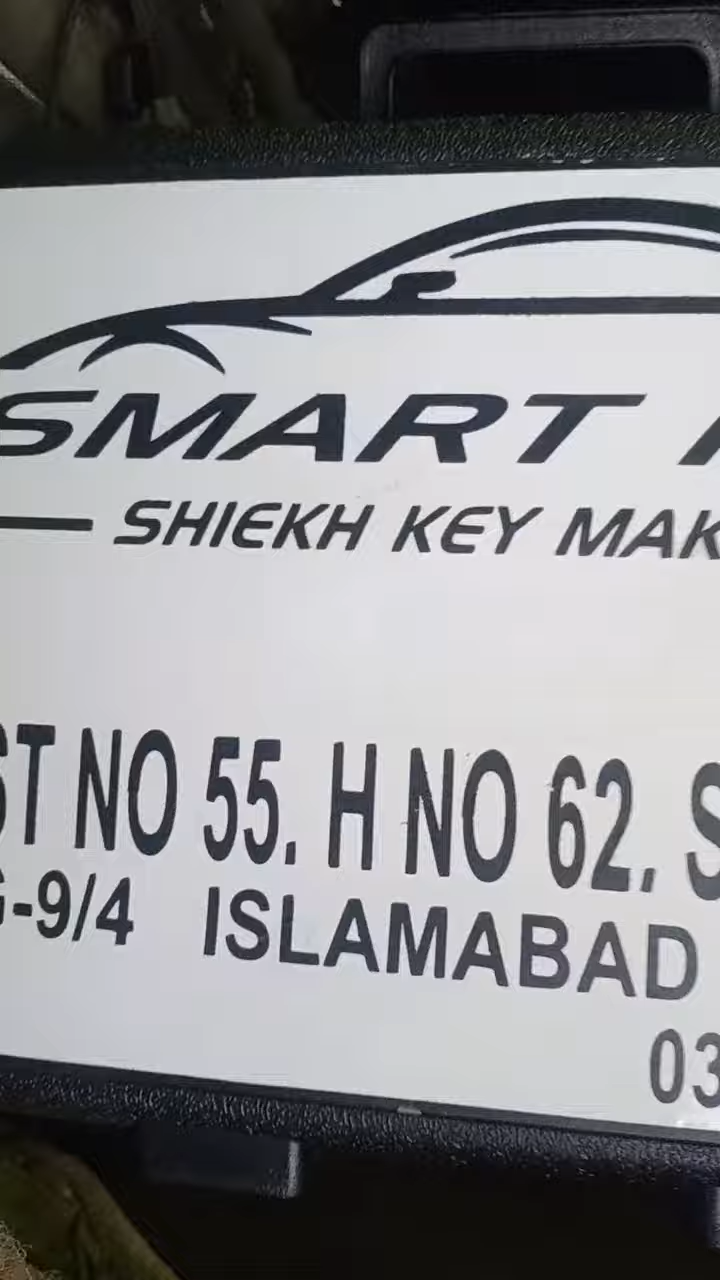 SMART
SHIEKH KEY MAK
ST NO 55. H NO 62. S
G-9/4 ISLAMABAD
03